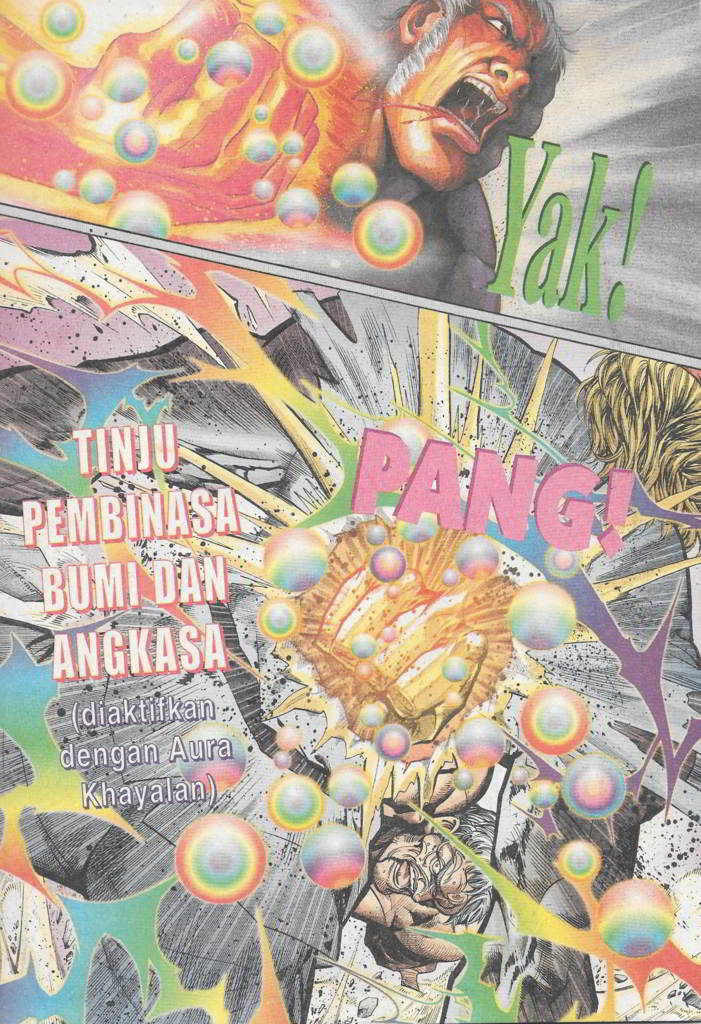 Yak!
PANG!
TINJU
PEMBINASA
BUMI DAN
ANGKASA
(diaktifkan
dengan Aura
Khayalan)